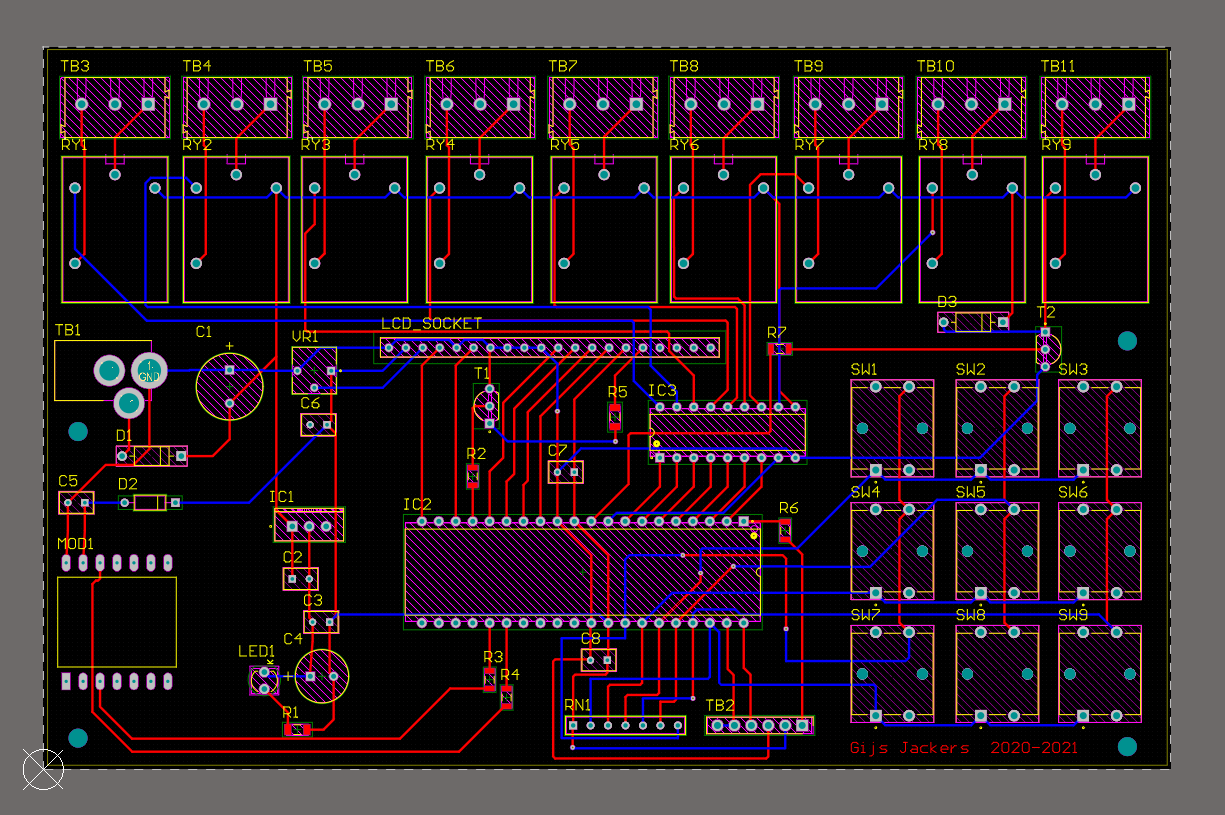 TB3 TB4 TB5 TB6 TB7 TB8 TB9 TB10 TB11
RY1 RY2 RY3 RY4 RY5 RY6 RY7 RY8 RY9
D3
T2
TB1 C1 VR1 LCD_SOCKET R7
1
GND
T1 SW1 SW2 SW3
R5 IC3
C6
D1
R2 C7
C5 D2
IC1 IC2 R6 SW4 SW5 SW6
MOD1
C2
C3
C4 C8 SW7 SW8 SW9
LED1 K
R3
R4
R1 RN1 TB2
Gijs Jackers 2020-2021